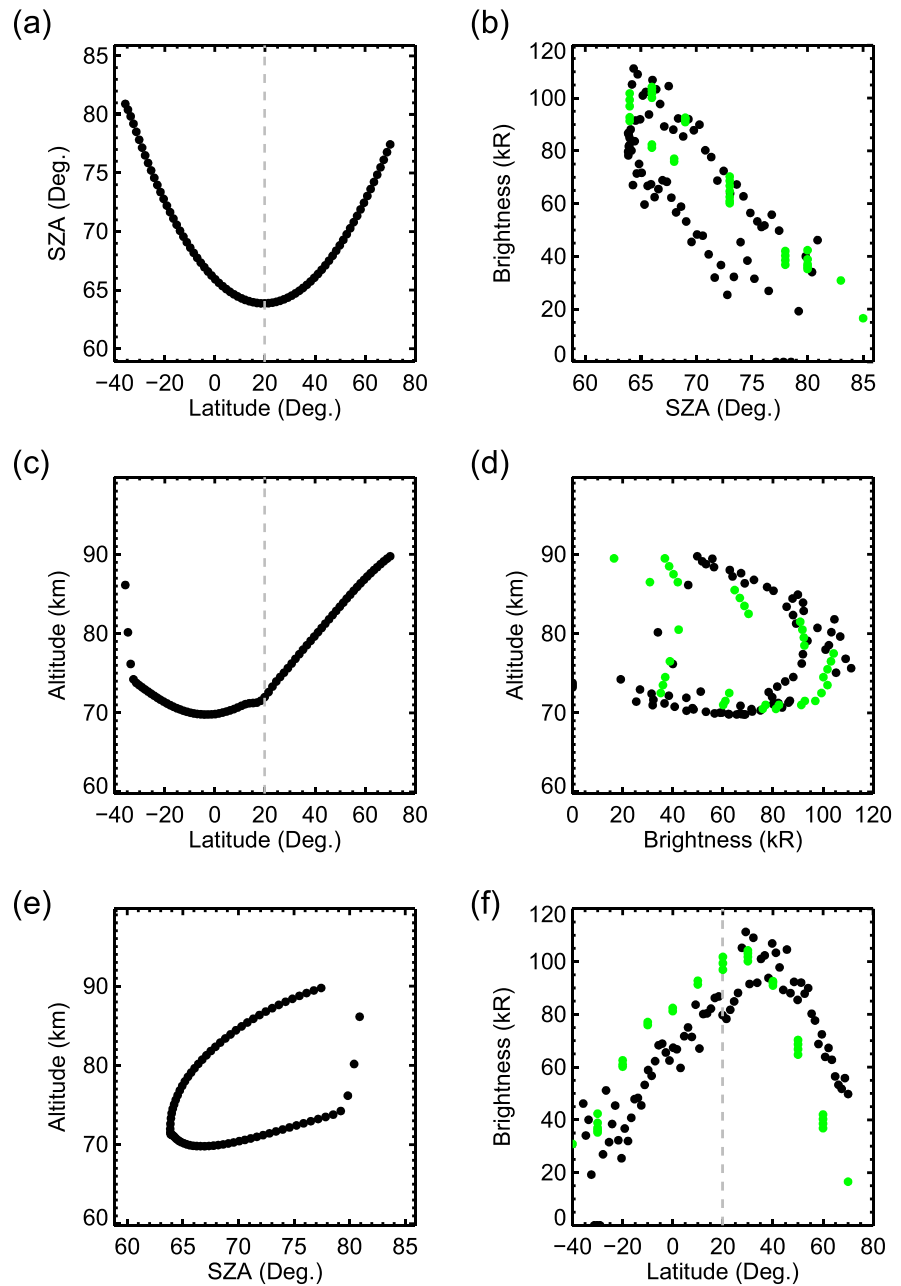 (a)
85
80
75
70
65
60
SZA (Deg.)
−40 −20 0 20 40 60 80
Latitude (Deg.)
(b)
120
100
80
60
40
20
0
Brightness (kR)
60 65 70 75 80 85
SZA (Deg.)
(c)
90
80
70
60
Altitude (km)
−40 −20 0 20 40 60 80
Latitude (Deg.)
(d)
90
80
70
60
Altitude (km)
0 20 40 60 80 100 120
Brightness (kR)
(e)
90
80
70
60
Altitude (km)
60 65 70 75 80 85
SZA (Deg.)
(f)
120
100
80
60
40
20
0
Brightness (kR)
−40 −20 0 20 40 60 80
Latitude (Deg.)